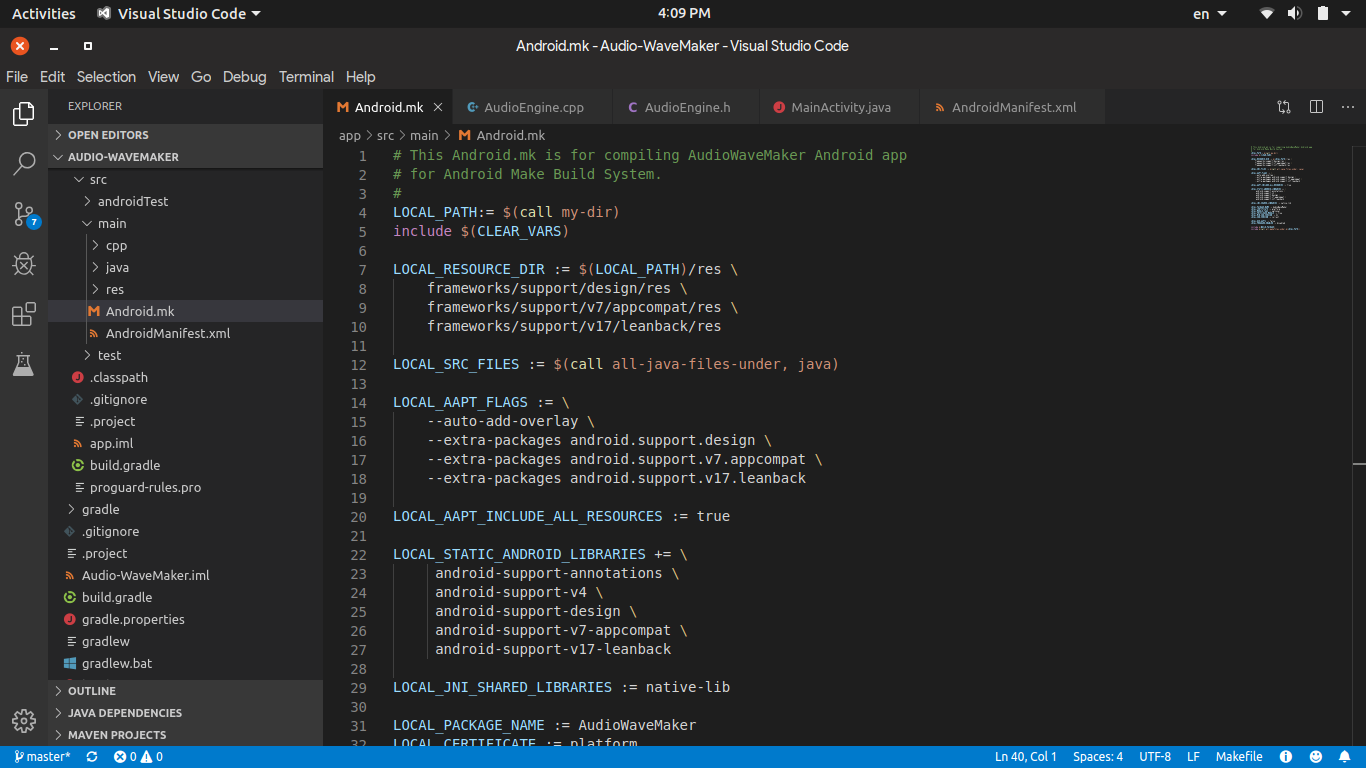 Activities Visual Studio Code 4:09 PM en
Android.mk - Audio-WaveMaker - Visual Studio Code
File Edit Selection View Go Debug Terminal Help
EXPLORER
OPEN EDITORS
AUDIO-WAVEMAKER
src
androidTest
main
cpp
java
res
Android.mk
AndroidManifest.xml
test
.classpath
.gitignore
.project
app.iml
build.gradle
proguard-rules.pro
gradle
.gitignore
.project
Audio-WaveMaker.iml
build.gradle
gradle.properties
gradlew
gradlew.bat
OUTLINE
JAVA DEPENDENCIES
MAVEN PROJECTS
7
Android.mk AudioEngine.cpp AudioEngine.h MainActivity.java AndroidManifest.xml
app > src > main > Android.mk
1 # This Android.mk is for compiling AudioWaveMaker Android app
2 # for Android Make Build System.
3 #
4 LOCAL_PATH:= $(call my-dir)
5 include $(CLEAR_VARS)
6
7 LOCAL_RESOURCE_DIR := $(LOCAL_PATH)/res \
8 frameworks/support/design/res \
9 frameworks/support/v7/appcompat/res \
10 frameworks/support/v17/leanback/res
11
12 LOCAL_SRC_FILES := $(call all-java-files-under, java)
13
14 LOCAL_AAPT_FLAGS := \
15 --auto-add-overlay \
16 --extra-packages android.support.design \
17 --extra-packages android.support.v7.appcompat \
18 --extra-packages android.support.v17.leanback
19
20 LOCAL_AAPT_INCLUDE_ALL_RESOURCES := true
21
22 LOCAL_STATIC_ANDROID_LIBRARIES += \
23 android-support-annotations \
24 android-support-v4 \
25 android-support-design \
26 android-support-v7-appcompat \
27 android-support-v17-leanback
28
29 LOCAL_JNI_SHARED_LIBRARIES := native-lib
30
31 LOCAL_PACKAGE_NAME := AudioWaveMaker
32 LOCAL_CERTIFICATE := platform
master* 0 0 Ln 40, Col 1 Spaces: 4 UTF-8 LF Makefile